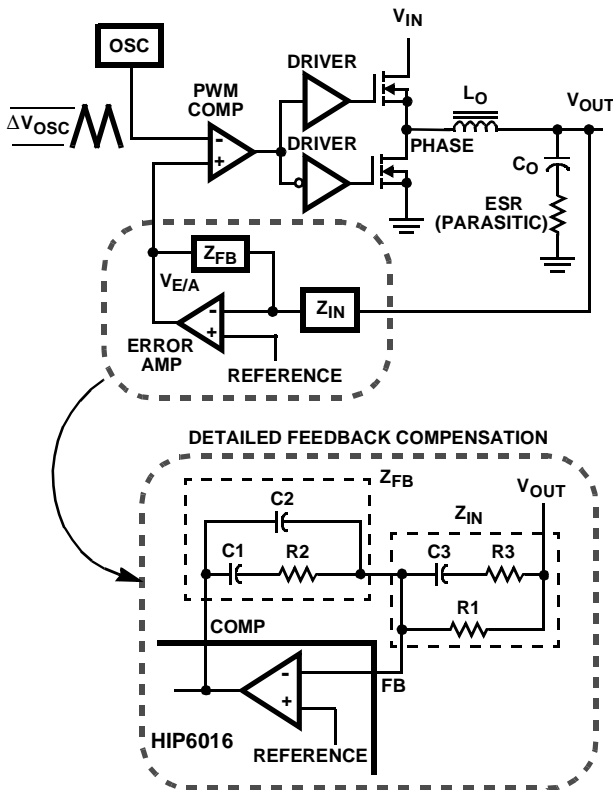 OSC
V_IN
DRIVER
PWM
COMP
L_O
V_OUT
ΔV_OSC
-
+
DRIVER
PHASE
C_O
ESR
(PARASITIC)
Z_FB
V_E/A
Z_IN
-
+
ERROR
AMP
REFERENCE
DETAILED FEEDBACK COMPENSATION
Z_FB
V_OUT
C2
Z_IN
C1
R2
C3
R3
R1
COMP
-
+
FB
HIP6016
REFERENCE